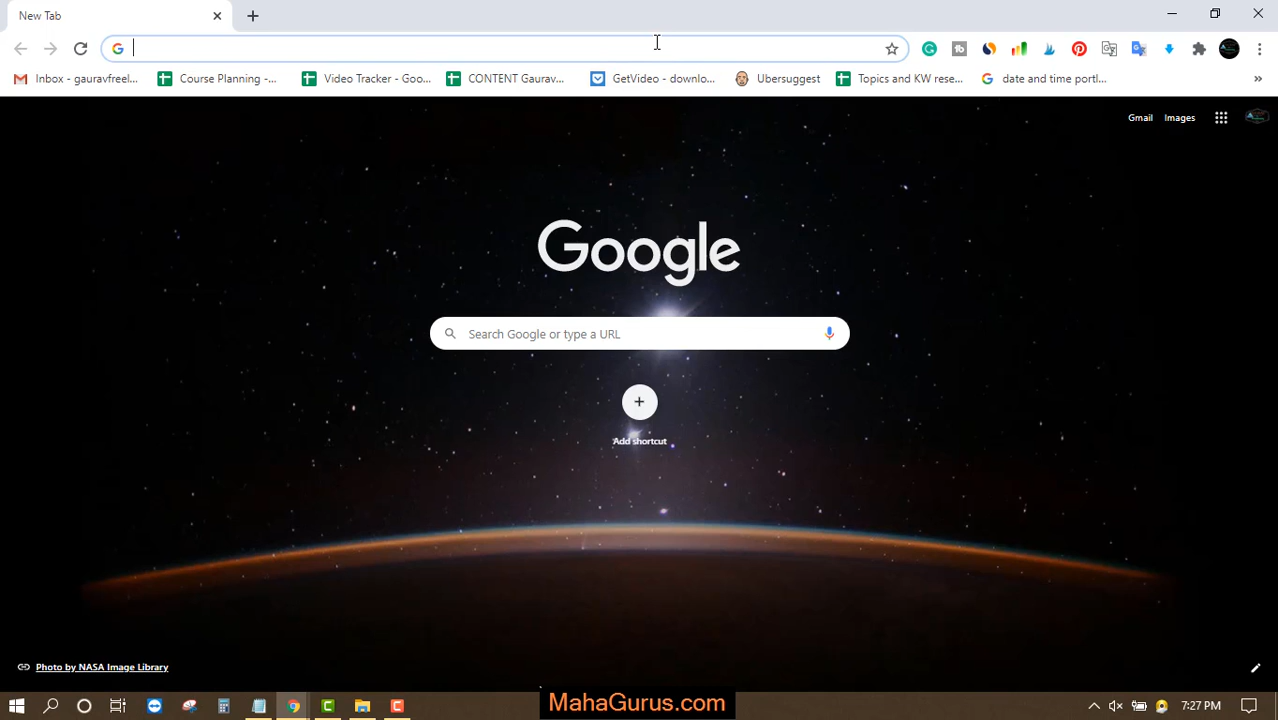 New Tab
Inbox - gauravfreel...
Course Planning -...
Video Tracker - Goo...
CONTENT Gaurav...
GetVideo - downlo...
Ubersuggest
Topics and KW rese...
date and time portl...
Gmail
Images
Google
Search Google or type a URL
Add shortcut
Photo by NASA Image Library
MahaGurus.com
7:27 PM